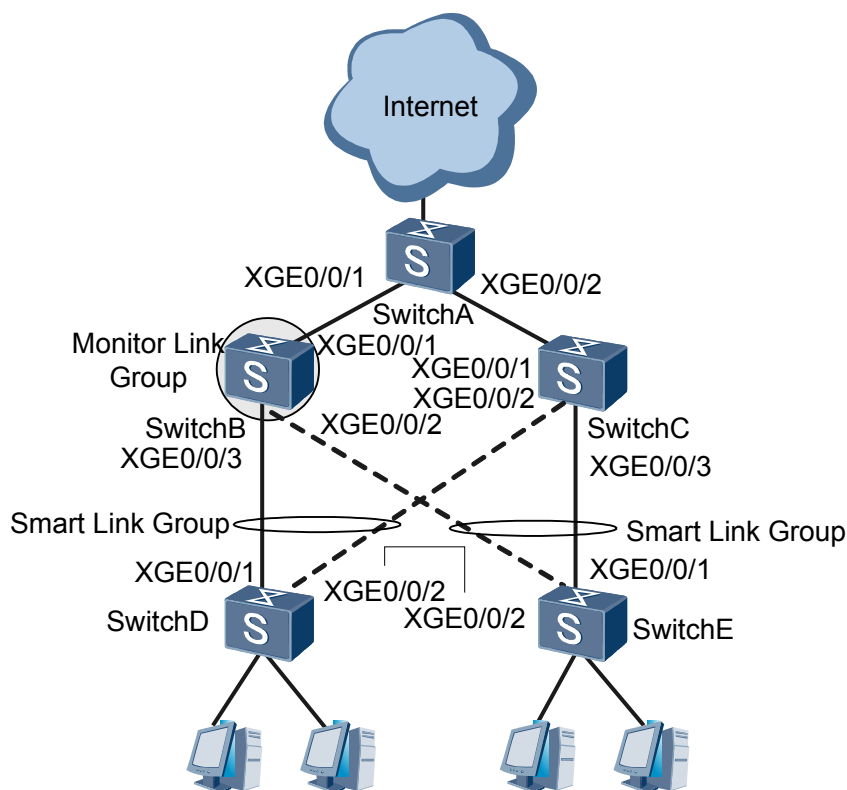 Internet
S
XGE0/0/1
XGE0/0/2
SwitchA
Monitor Link
Group
XGE0/0/1
XGE0/0/1
XGE0/0/2
S
S
SwitchB
XGE0/0/2
SwitchC
XGE0/0/3
XGE0/0/3
Smart Link Group
Smart Link Group
XGE0/0/1
XGE0/0/1
XGE0/0/2
XGE0/0/2
SwitchD
S
S
SwitchE